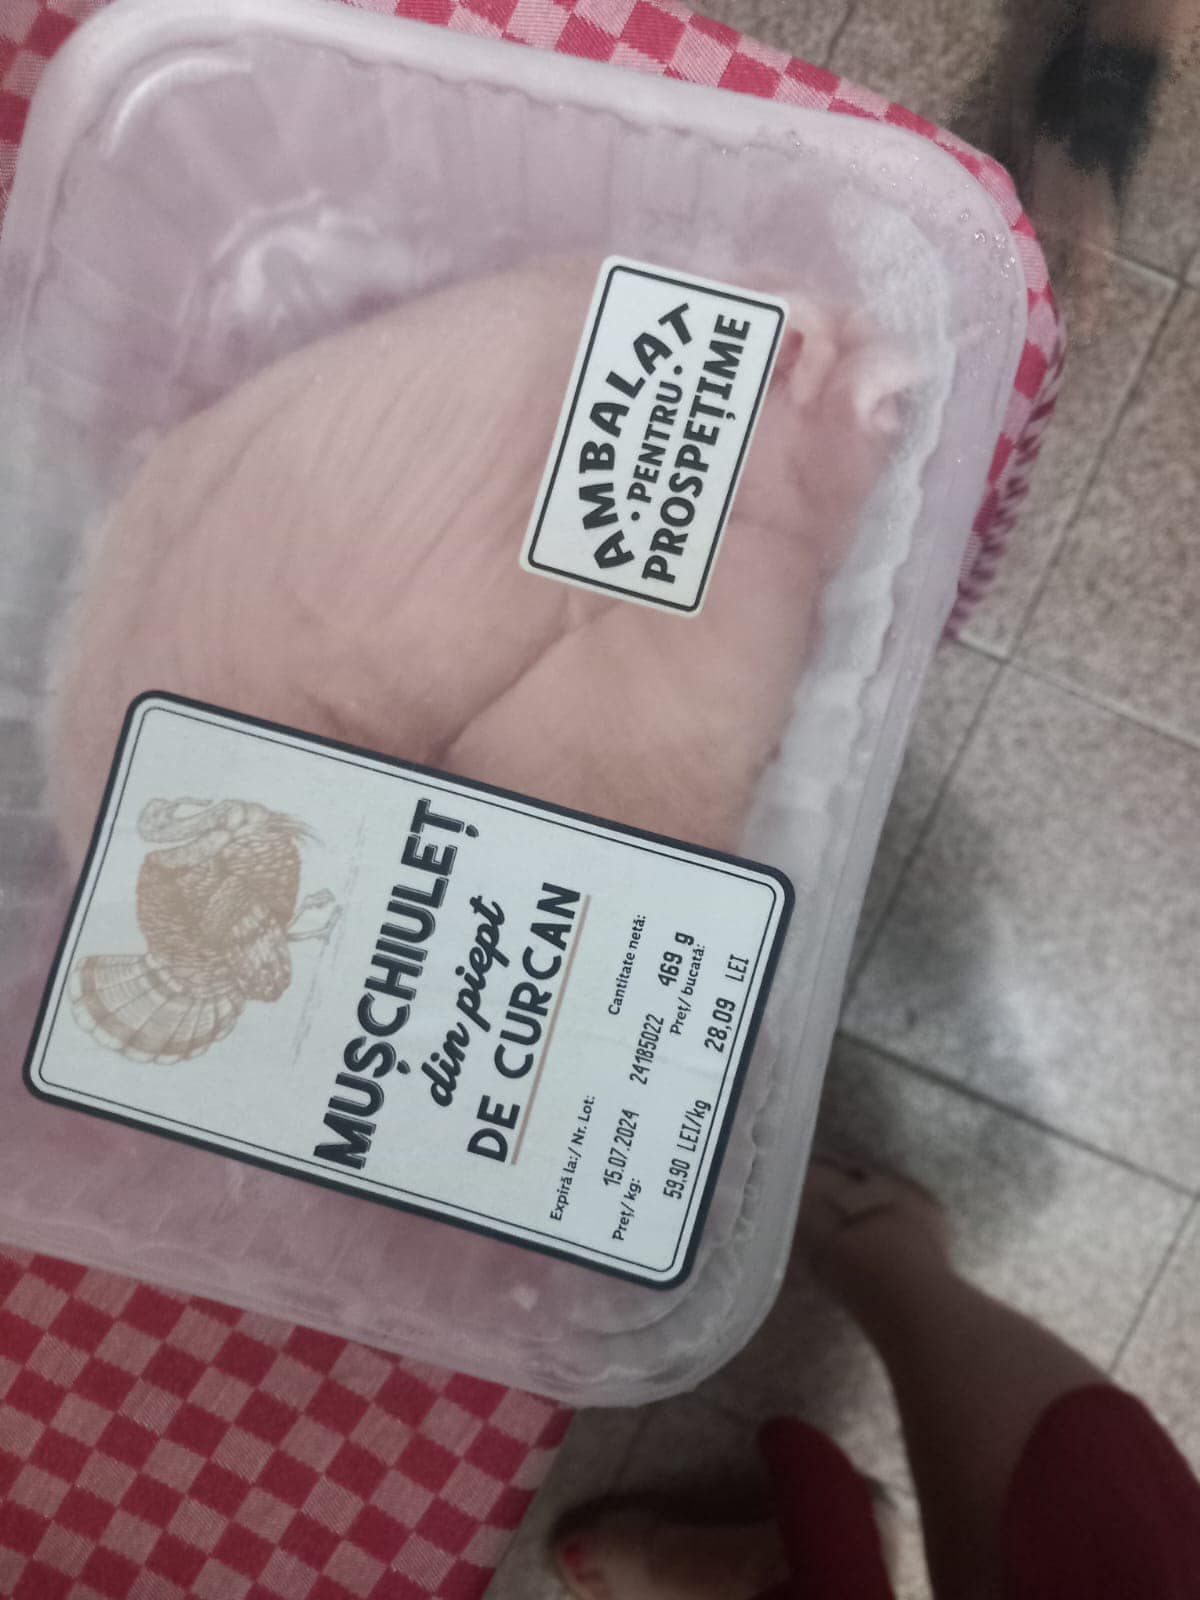 AMBALAT
· PENTRU ·
PROSPEȚIME
MUȘCHIULEȚ
din piept
DE CURCAN
Expiră la:/ Nr. Lot:
Cantitate netă:
15.07.2024 24185022 469 g
Preț/ kg:
Preț/ bucată:
59,90 LEI/kg 28,09 LEI